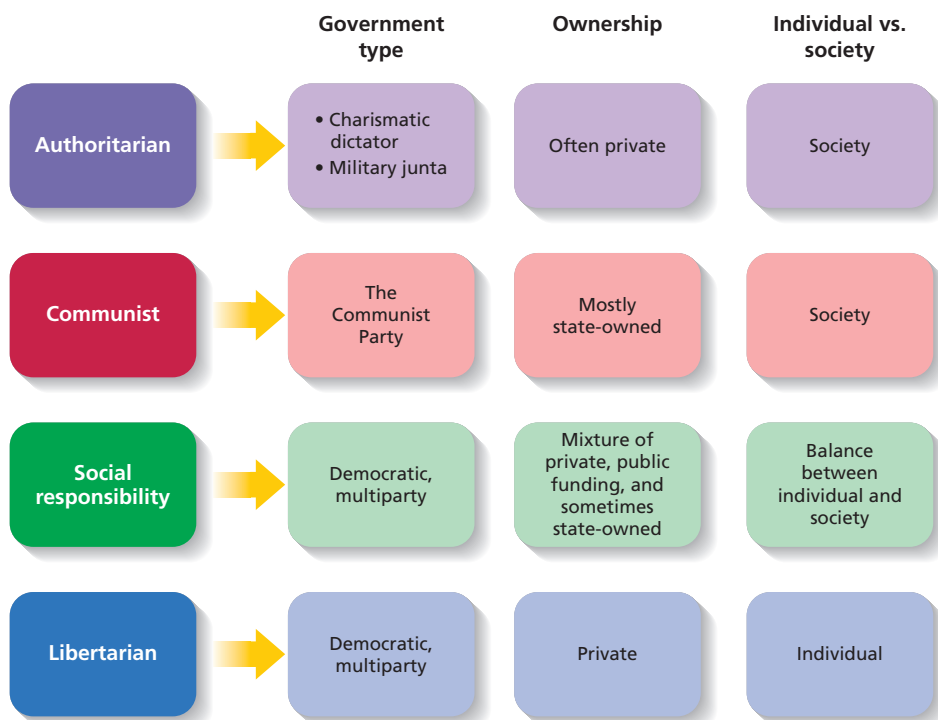 Government
type
Ownership
Individual vs.
society
Authoritarian
• Charismatic
dictator
• Military junta
Often private
Society
Communist
The
Communist
Party
Mostly
state-owned
Society
Social
responsibility
Democratic,
multiparty
Mixture of
private, public
funding, and
sometimes
state-owned
Balance
between
individual and
society
Libertarian
Democratic,
multiparty
Private
Individual